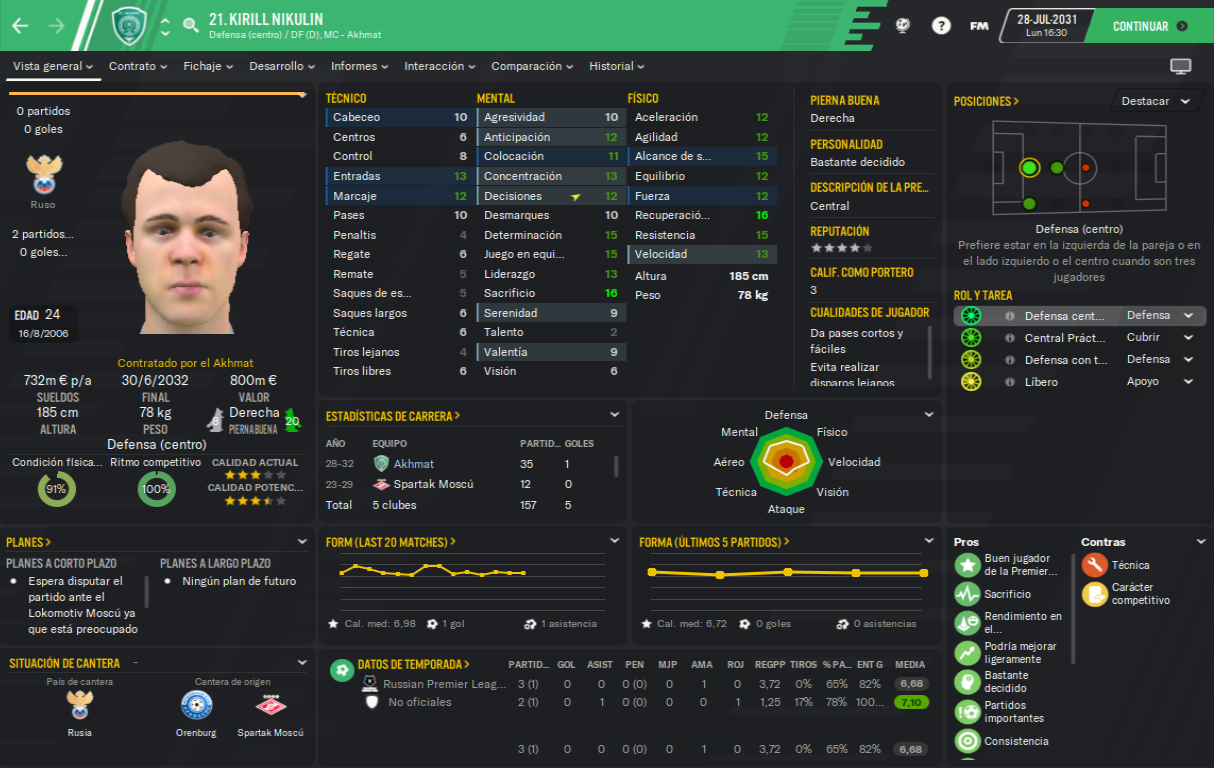 21. KIRILL NIKULIN
Defensa (centro) / DF (D), MC - Akhmat
FM
28-JUL-2031
Lun 16:30
CONTINUAR
Vista general
Contrato
Fichaje
Desarrollo
Informes
Interacción
Comparación
Historial
0 partidos
0 goles
Ruso
2 partidos...
0 goles...
EDAD 24
16/8/2006
Contratado por el Akhmat
732m € p/a 30/6/2032 800m €
SUELDOS FINAL VALOR
185 cm 78 kg 8 Derecha 20
ALTURA PESO PIERNA BUENA
Defensa (centro)
Condición física... Ritmo competitivo CALIDAD ACTUAL
91% 100%
CALIDAD POTENC...
TÉCNICO
Cabeceo 10
Centros 6
Control 8
Entradas 13
Marcaje 12
Pases 10
Penaltis 4
Regate 6
Remate 5
Saques de es... 5
Saques largos 6
Técnica 6
Tiros lejanos 4
Tiros libres 6
MENTAL
Agresividad 10
Anticipación 12
Colocación 11
Concentración 13
Decisiones 12
Desmarques 10
Determinación 15
Juego en equi... 15
Liderazgo 13
Sacrificio 16
Serenidad 9
Talento 2
Valentía 9
Visión 6
FÍSICO
Aceleración 12
Agilidad 12
Alcance de s... 15
Equilibrio 12
Fuerza 12
Recuperació... 16
Resistencia 15
Velocidad 13
Altura 185 cm
Peso 78 kg
PIERNA BUENA
Derecha
PERSONALIDAD
Bastante decidido
DESCRIPCIÓN DE LA PRE...
Central
REPUTACIÓN
CALIF. COMO PORTERO
3
CUALIDADES DE JUGADOR
Da pases cortos y
fáciles
Evita realizar
disparos lejanos
POSICIONES >
Destacar
Defensa (centro)
Prefiere estar en la izquierda de la pareja o en
el lado izquierdo o el centro cuando son tres
jugadores
ROL Y TAREA
Defensa cent... Defensa
Central Práct... Cubrir
Defensa con t... Defensa
Líbero Apoyo
ESTADÍSTICAS DE CARRERA >
AÑO EQUIPO PARTID... GOLES
28-32 Akhmat 35 1
23-29 Spartak Moscú 12 0
Total 5 clubes 157 5
Defensa
Mental Físico
Aéreo Velocidad
Técnica Visión
Ataque
PLANES >
PLANES A CORTO PLAZO
Espera disputar el
partido ante el
Lokomotiv Moscú ya
que está preocupado
PLANES A LARGO PLAZO
Ningún plan de futuro
FORM (LAST 20 MATCHES) >
Cal. med: 6,98 1 gol 1 asistencia
FORMA (ÚLTIMOS 5 PARTIDOS) >
Cal. med: 6,72 0 goles 0 asistencias
Pros
Buen jugador
de la Premier...
Sacrificio
Rendimiento en
el...
Podría mejorar
ligeramente
Bastante
decidido
Partidos
importantes
Consistencia
Contras
Técnica
Carácter
competitivo
SITUACIÓN DE CANTERA -
País de cantera
Rusia
Cantera de origen
Orenburg Spartak Moscú
DATOS DE TEMPORADA > PARTID... GOL ASIST PEN MJP AMA ROJ REGPP TIROS % PA... ENT G MEDIA
Russian Premier Leag... 3 (1) 0 0 0 (0) 0 1 0 3,72 0% 65% 82% 6,68
No oficiales 2 (1) 0 1 0 (0) 0 0 1 1,25 17% 78% 100... 7,10
3 (1) 0 0 0 (0) 0 1 0 3,72 0% 65% 82% 6,68